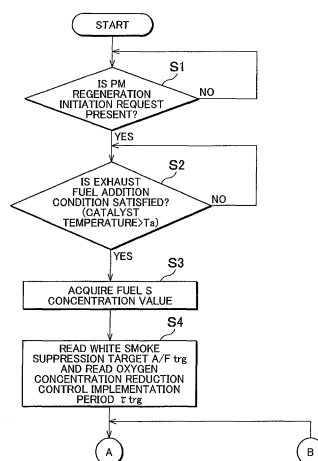 START
S1
IS PM
REGENERATION
INITIATION REQUEST
PRESENT?
NO
YES
S2
IS EXHAUST
FUEL ADDITION
CONDITION SATISFIED?
(CATALYST
TEMPERATURE>Ta)
NO
YES
S3
ACQUIRE FUEL S
CONCENTRATION VALUE
S4
READ WHITE SMOKE
SUPPRESSION TARGET A/F trg
AND READ OXYGEN
CONCENTRATION REDUCTION
CONTROL IMPLEMENTATION
PERIOD τ trg
A
B